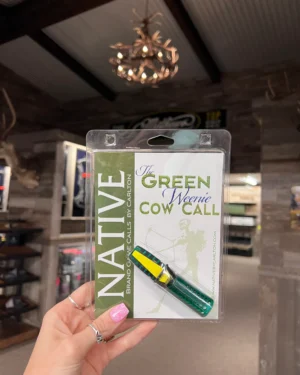 NATIVE
BRAND GAME CALLS BY CARLTON
The
GREEN
Weenie
COW CALL